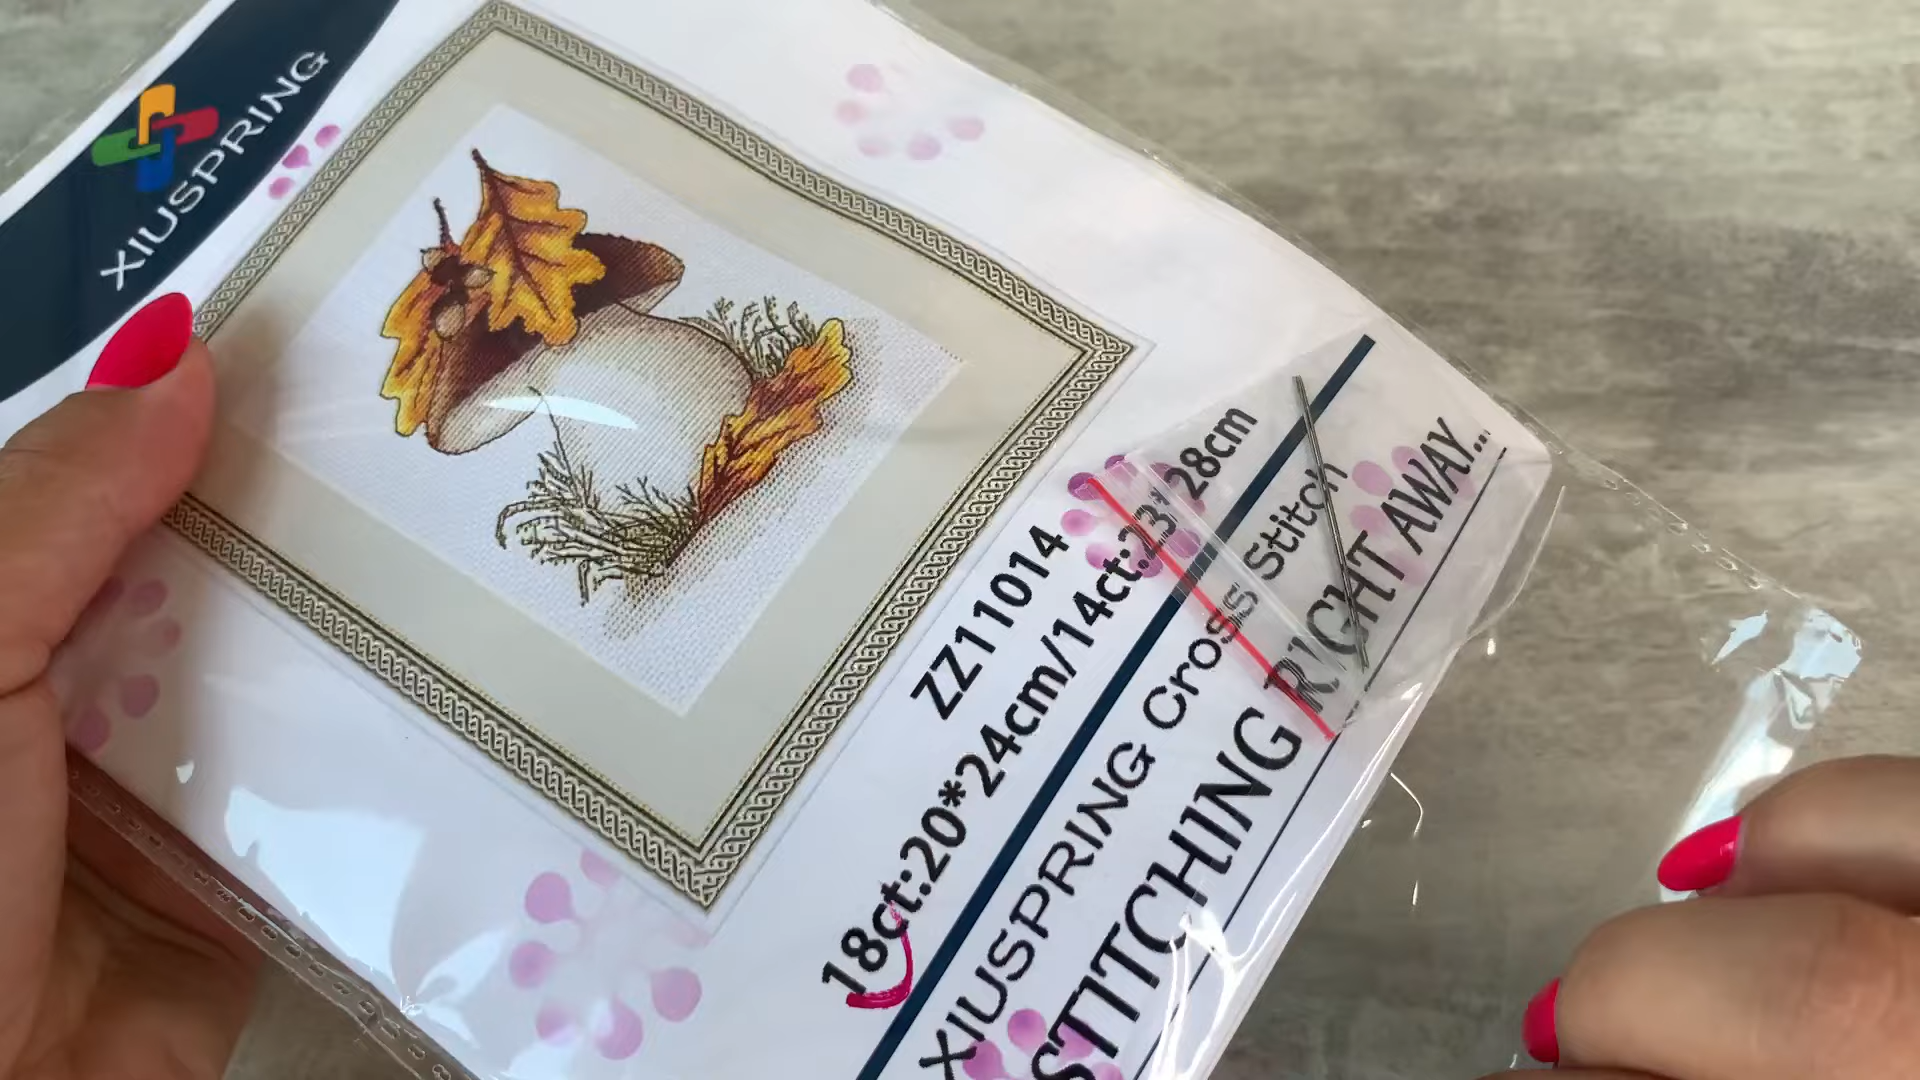 XIUSPRING
ZZ11014
18ct:20*24cm/14ct:23*28cm
XIUSPRING Cross Stitch
STITCHING RIGHT AWAY...